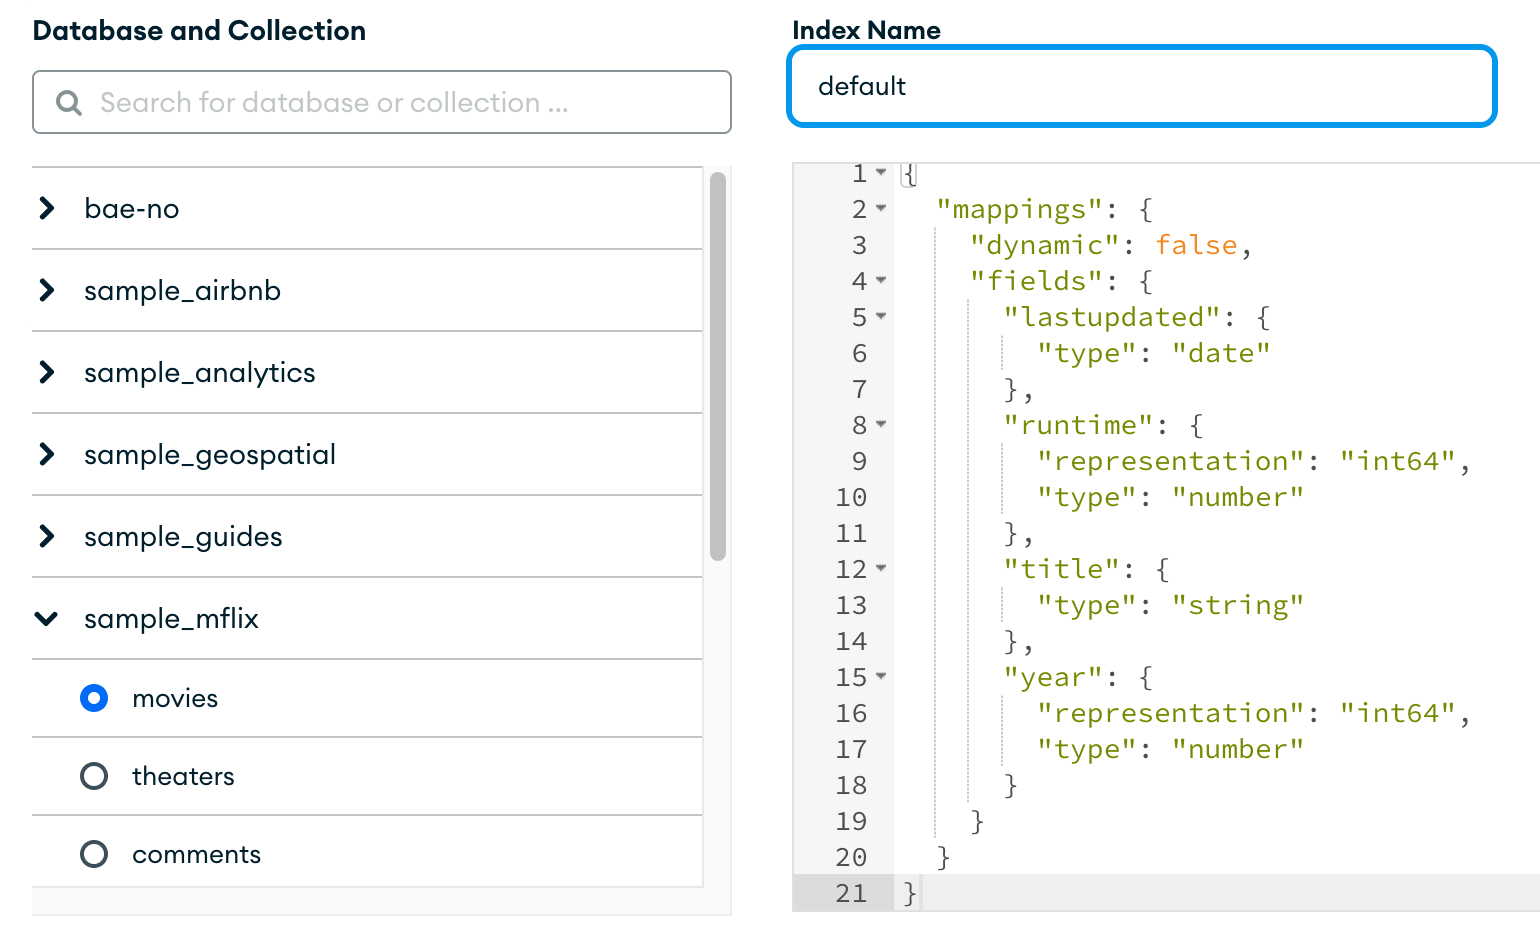 Database and Collection
Search for database or collection ...
bae-no
sample_airbnb
sample_analytics
sample_geospatial
sample_guides
sample_mflix
movies
theaters
comments
Index Name
default
1 {
2   "mappings": {
3     "dynamic": false,
4     "fields": {
5       "lastupdated": {
6         "type": "date"
7       },
8       "runtime": {
9         "representation": "int64",
10         "type": "number"
11       },
12       "title": {
13         "type": "string"
14       },
15       "year": {
16         "representation": "int64",
17         "type": "number"
18       }
19     }
20   }
21 }